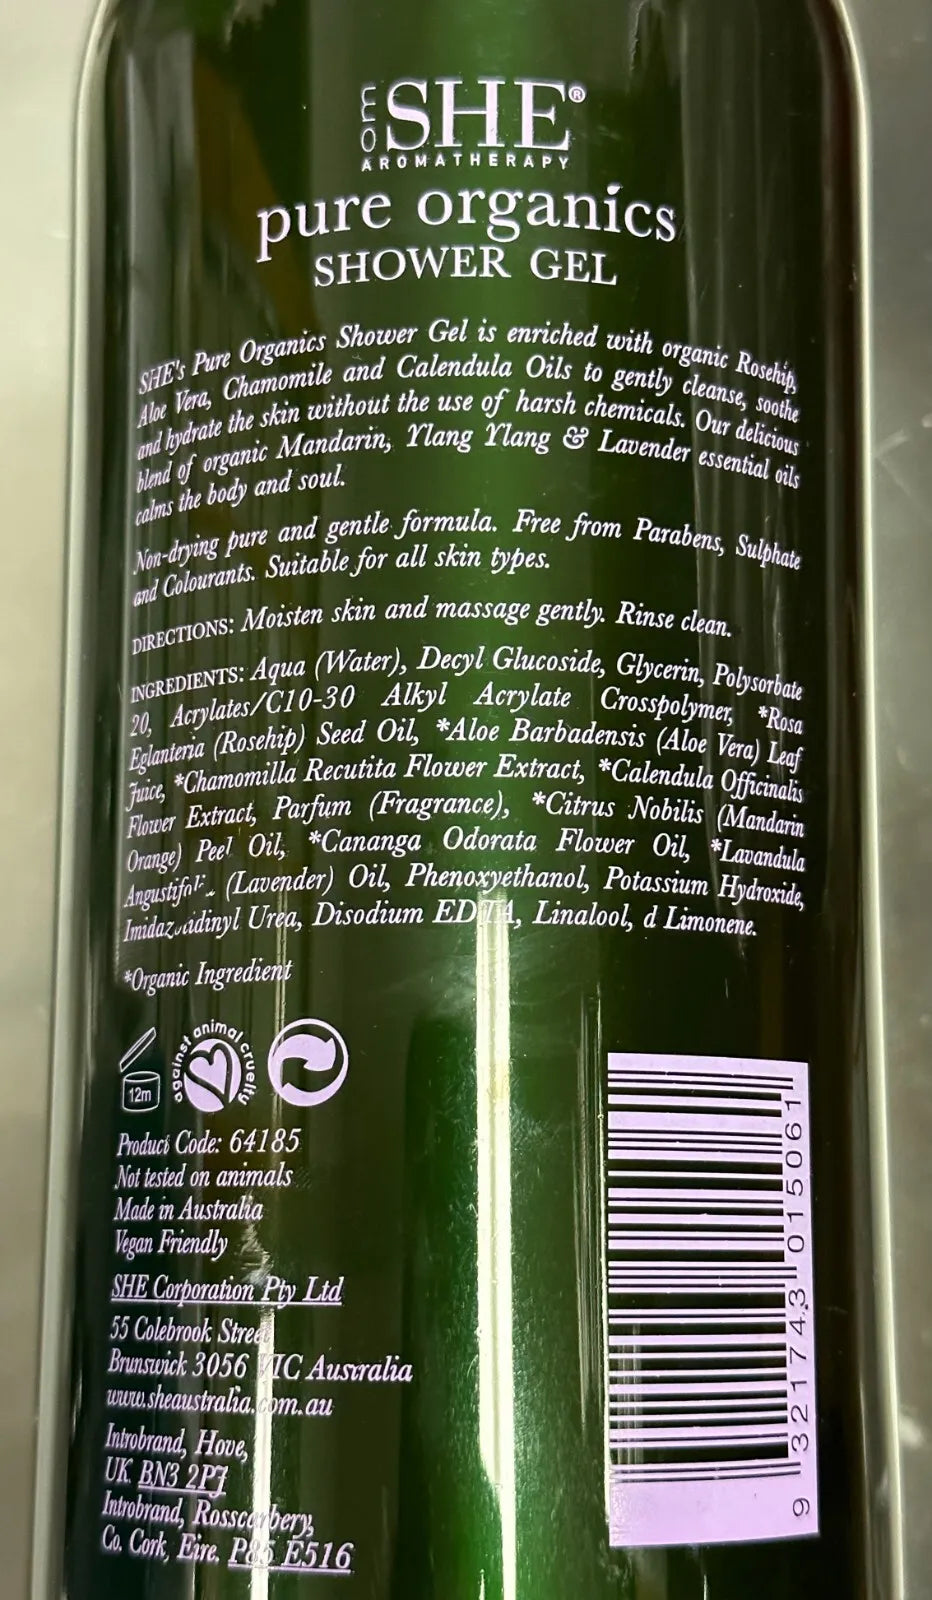 om SHE®
AROMATHERAPY
pure organics
SHOWER GEL
SHE's Pure Organics Shower Gel is enriched with organic Rosehip,
Aloe Vera, Chamomile and Calendula Oils to gently cleanse, soothe
and hydrate the skin without the use of harsh chemicals. Our delicious
blend of organic Mandarin, Ylang Ylang & Lavender essential oils
calms the body and soul.
Non-drying pure and gentle formula. Free from Parabens, Sulphate
and Colourants. Suitable for all skin types.
DIRECTIONS: Moisten skin and massage gently. Rinse clean.
INGREDIENTS: Aqua (Water), Decyl Glucoside, Glycerin, Polysorbate
20, Acrylates/C10-30 Alkyl Acrylate Crosspolymer, *Rosa
Eglanteria (Rosehip) Seed Oil, *Aloe Barbadensis (Aloe Vera) Leaf
Juice, *Chamomilla Recutita Flower Extract, *Calendula Officinalis
Flower Extract, Parfum (Fragrance), *Citrus Nobilis (Mandarin
Orange) Peel Oil, *Cananga Odorata Flower Oil, *Lavandula
(Lavender) Oil, Phenoxyethanol, Potassium Hydroxide,
Urea, Disodium EDTA, Linalool, d Limonene.
*Organic Ingredient
12m
against animal cruelty
Product Code: 64185
Not tested on animals
Made in Australia
Vegan Friendly
SHE Corporation Pty Ltd
55 Colebrook Street
Brunswick 3056 VIC Australia
www.sheaustralia.com.au
Introbrand, Hove,
UK BN3 2PJ
Introbrand, Rosscarbery,
Co. Cork, Eire. P85 E516
9 321743 015061